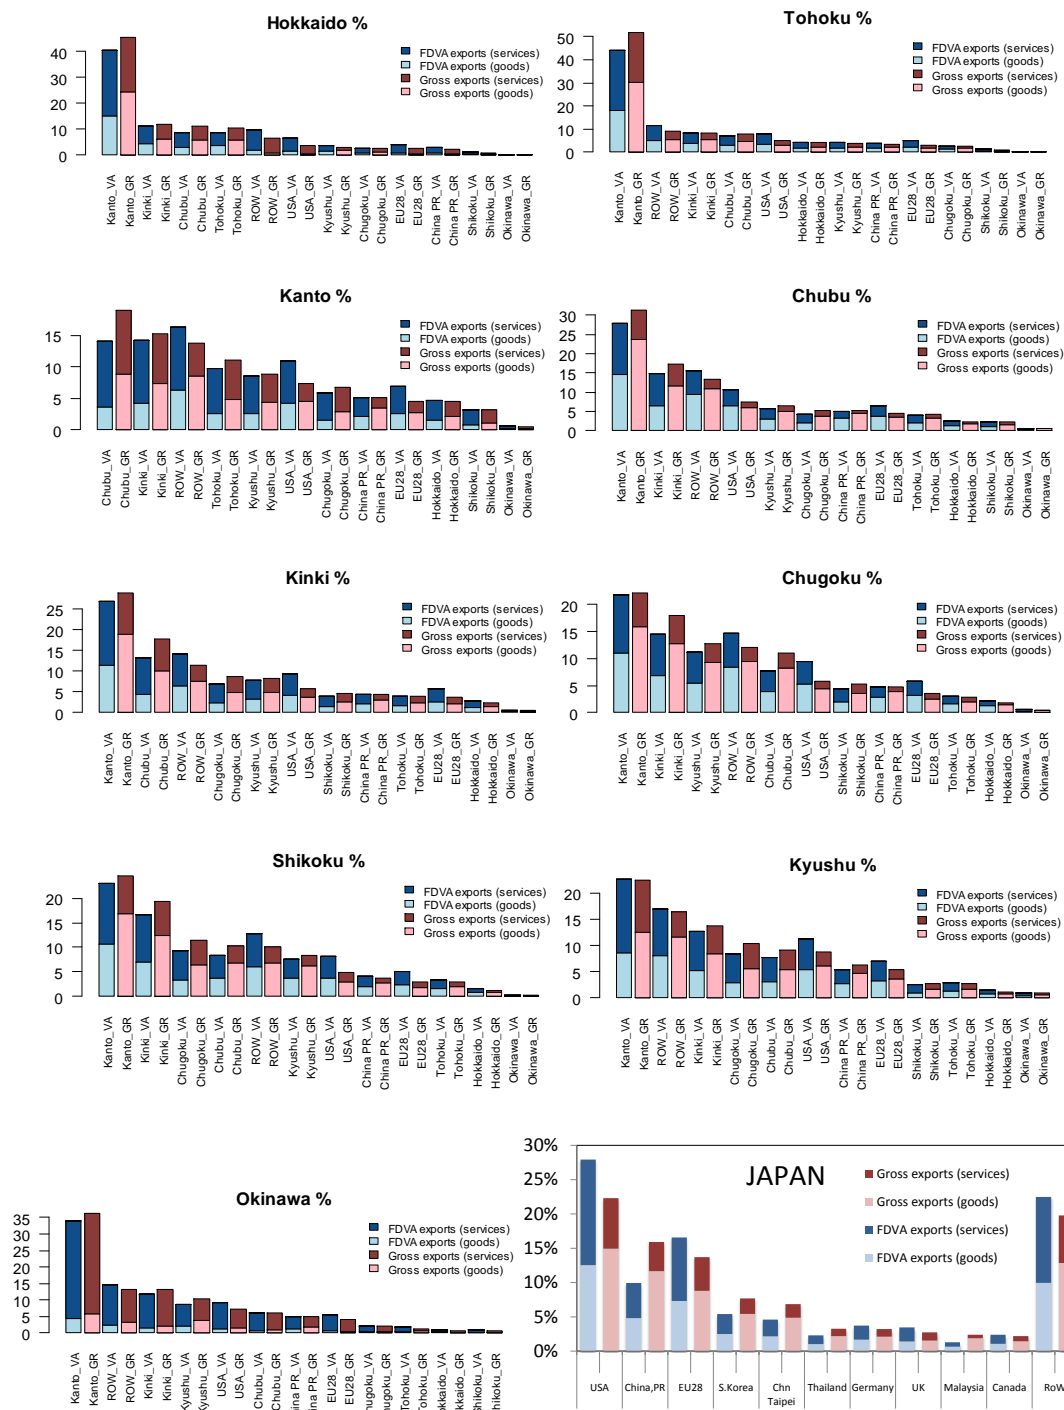 Hokkaido %
40
30
20
10
0
FDVA exports (services)
FDVA exports (goods)
Gross exports (services)
Gross exports (goods)
Kanto_VA
Kanto_GR
Kinki_VA
Kinki_GR
Chubu_VA
Chubu_GR
Tohoku_VA
Tohoku_GR
ROW_VA
ROW_GR
USA_VA
USA_GR
Kyushu_VA
Kyushu_GR
Chugoku_VA
Chugoku_GR
EU28_VA
EU28_GR
China PR_VA
China PR_GR
Shikoku_VA
Shikoku_GR
Okinawa_VA
Okinawa_GR
Tohoku %
50
40
30
20
10
0
FDVA exports (services)
FDVA exports (goods)
Gross exports (services)
Gross exports (goods)
Kanto_VA
Kanto_GR
ROW_VA
ROW_GR
Kinki_VA
Kinki_GR
Chubu_VA
Chubu_GR
USA_VA
USA_GR
Hokkaido_VA
Hokkaido_GR
Kyushu_VA
Kyushu_GR
China PR_VA
China PR_GR
EU28_VA
EU28_GR
Chugoku_VA
Chugoku_GR
Shikoku_VA
Shikoku_GR
Okinawa_VA
Okinawa_GR
Kanto %
15
10
5
0
FDVA exports (services)
FDVA exports (goods)
Gross exports (services)
Gross exports (goods)
Chubu_VA
Chubu_GR
Kinki_VA
Kinki_GR
ROW_VA
ROW_GR
Tohoku_VA
Tohoku_GR
Kyushu_VA
Kyushu_GR
USA_VA
USA_GR
Chugoku_VA
Chugoku_GR
China PR_VA
China PR_GR
EU28_VA
EU28_GR
Hokkaido_VA
Hokkaido_GR
Shikoku_VA
Shikoku_GR
Okinawa_VA
Okinawa_GR
Chubu %
30
25
20
15
10
5
0
FDVA exports (services)
FDVA exports (goods)
Gross exports (services)
Gross exports (goods)
Kanto_VA
Kanto_GR
Kinki_VA
Kinki_GR
ROW_VA
ROW_GR
USA_VA
USA_GR
Kyushu_VA
Kyushu_GR
Chugoku_VA
Chugoku_GR
China PR_VA
China PR_GR
EU28_VA
EU28_GR
Tohoku_VA
Tohoku_GR
Hokkaido_VA
Hokkaido_GR
Shikoku_VA
Shikoku_GR
Okinawa_VA
Okinawa_GR
Kinki %
25
20
15
10
5
0
FDVA exports (services)
FDVA exports (goods)
Gross exports (services)
Gross exports (goods)
Kanto_VA
Kanto_GR
Chubu_VA
Chubu_GR
ROW_VA
ROW_GR
Chugoku_VA
Chugoku_GR
Kyushu_VA
Kyushu_GR
USA_VA
USA_GR
Shikoku_VA
Shikoku_GR
China PR_VA
China PR_GR
Tohoku_VA
Tohoku_GR
EU28_VA
EU28_GR
Hokkaido_VA
Hokkaido_GR
Okinawa_VA
Okinawa_GR
Chugoku %
20
15
10
5
0
FDVA exports (services)
FDVA exports (goods)
Gross exports (services)
Gross exports (goods)
Kanto_VA
Kanto_GR
Kinki_VA
Kinki_GR
Kyushu_VA
Kyushu_GR
ROW_VA
ROW_GR
Chubu_VA
Chubu_GR
USA_VA
USA_GR
Shikoku_VA
Shikoku_GR
China PR_VA
China PR_GR
EU28_VA
EU28_GR
Tohoku_VA
Tohoku_GR
Hokkaido_VA
Hokkaido_GR
Okinawa_VA
Okinawa_GR
Shikoku %
20
15
10
5
0
FDVA exports (services)
FDVA exports (goods)
Gross exports (services)
Gross exports (goods)
Kanto_VA
Kanto_GR
Kinki_VA
Kinki_GR
Chugoku_VA
Chugoku_GR
Chubu_VA
Chubu_GR
ROW_VA
ROW_GR
Kyushu_VA
Kyushu_GR
USA_VA
USA_GR
China PR_VA
China PR_GR
EU28_VA
EU28_GR
Tohoku_VA
Tohoku_GR
Hokkaido_VA
Hokkaido_GR
Okinawa_VA
Okinawa_GR
Kyushu %
20
15
10
5
0
FDVA exports (services)
FDVA exports (goods)
Gross exports (services)
Gross exports (goods)
Kanto_VA
Kanto_GR
ROW_VA
ROW_GR
Kinki_VA
Kinki_GR
Chugoku_VA
Chugoku_GR
Chubu_VA
Chubu_GR
USA_VA
USA_GR
China PR_VA
China PR_GR
EU28_VA
EU28_GR
Shikoku_VA
Shikoku_GR
Tohoku_VA
Tohoku_GR
Hokkaido_VA
Hokkaido_GR
Okinawa_VA
Okinawa_GR
Okinawa %
35
30
25
20
15
10
5
0
FDVA exports (services)
FDVA exports (goods)
Gross exports (services)
Gross exports (goods)
Kanto_VA
Kanto_GR
ROW_VA
ROW_GR
Kinki_VA
Kinki_GR
Kyushu_VA
Kyushu_GR
USA_VA
USA_GR
Chubu_VA
Chubu_GR
China PR_VA
China PR_GR
EU28_VA
EU28_GR
Chugoku_VA
Chugoku_GR
Tohoku_VA
Tohoku_GR
Hokkaido_VA
Hokkaido_GR
Shikoku_VA
Shikoku_GR
JAPAN
30%
25%
20%
15%
10%
5%
0%
Gross exports (services)
Gross exports (goods)
FDVA exports (services)
FDVA exports (goods)
USA
China,PR
EU28
S.Korea
Chn
Taipei
Thailand
Germany
UK
Malaysia
Canada
RoW